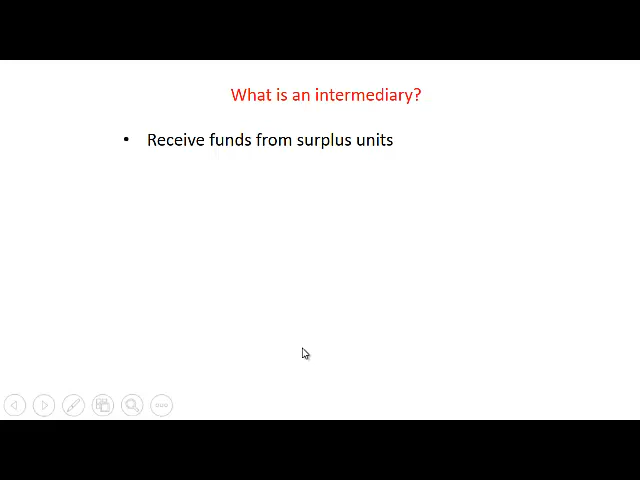 What is an intermediary?
• Receive funds from surplus units